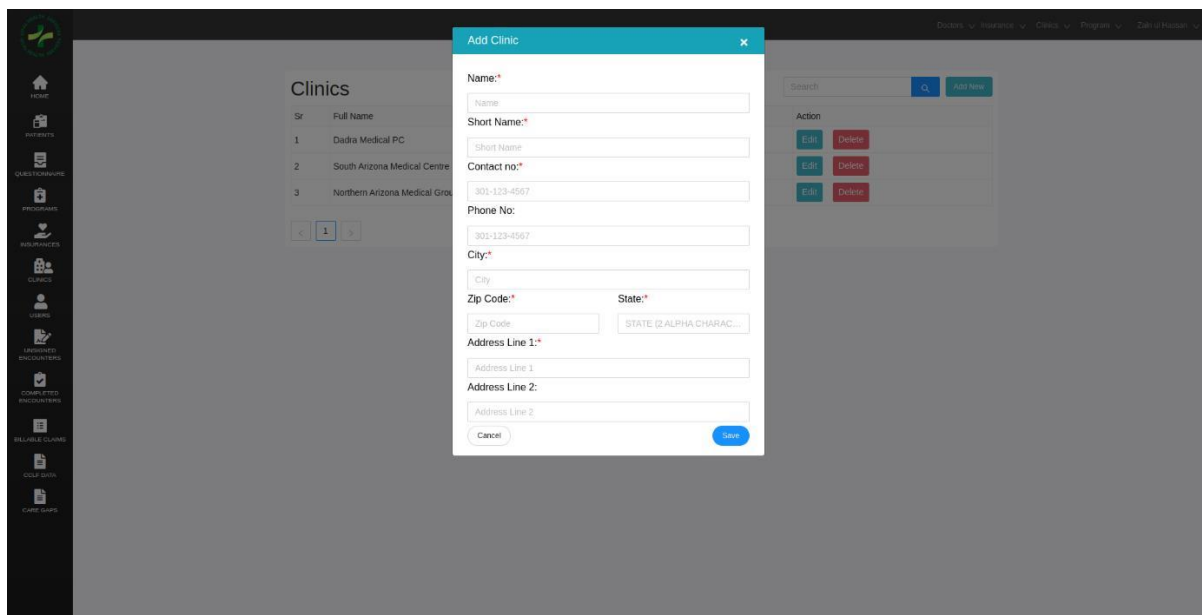 Doctors Insurance Clinics Program Zaki ul Hassan
HOME
PATIENTS
QUESTIONNAIRE
PROGRAMS
INSURANCES
CLINICS
USERS
UNSIGNED
ENCOUNTERS
COMPLETED
ENCOUNTERS
BILLABLE CLAIMS
CCLF DATA
CARE GAPS
Clinics
Search
Add New
Sr Full Name Action
1 Dadra Medical PC Edit Delete
2 South Arizona Medical Centre Edit Delete
3 Northern Arizona Medical Grou Edit Delete
< 1 >
Add Clinic ×
Name:*
Name
Short Name:*
Short Name
Contact no:*
301-123-4567
Phone No:
301-123-4567
City:*
City
Zip Code:* State:*
Zip Code STATE (2 ALPHA CHARAC...
Address Line 1:*
Address Line 1
Address Line 2:
Address Line 2
Cancel Save